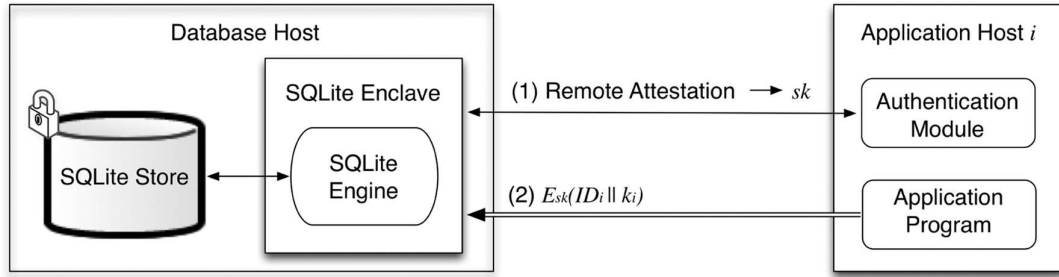 Database Host
Application Host i
SQLite Enclave
(1) Remote Attestation → sk
Authentication
Module
SQLite Store
SQLite
Engine
(2) Esk(IDi || ki)
Application
Program